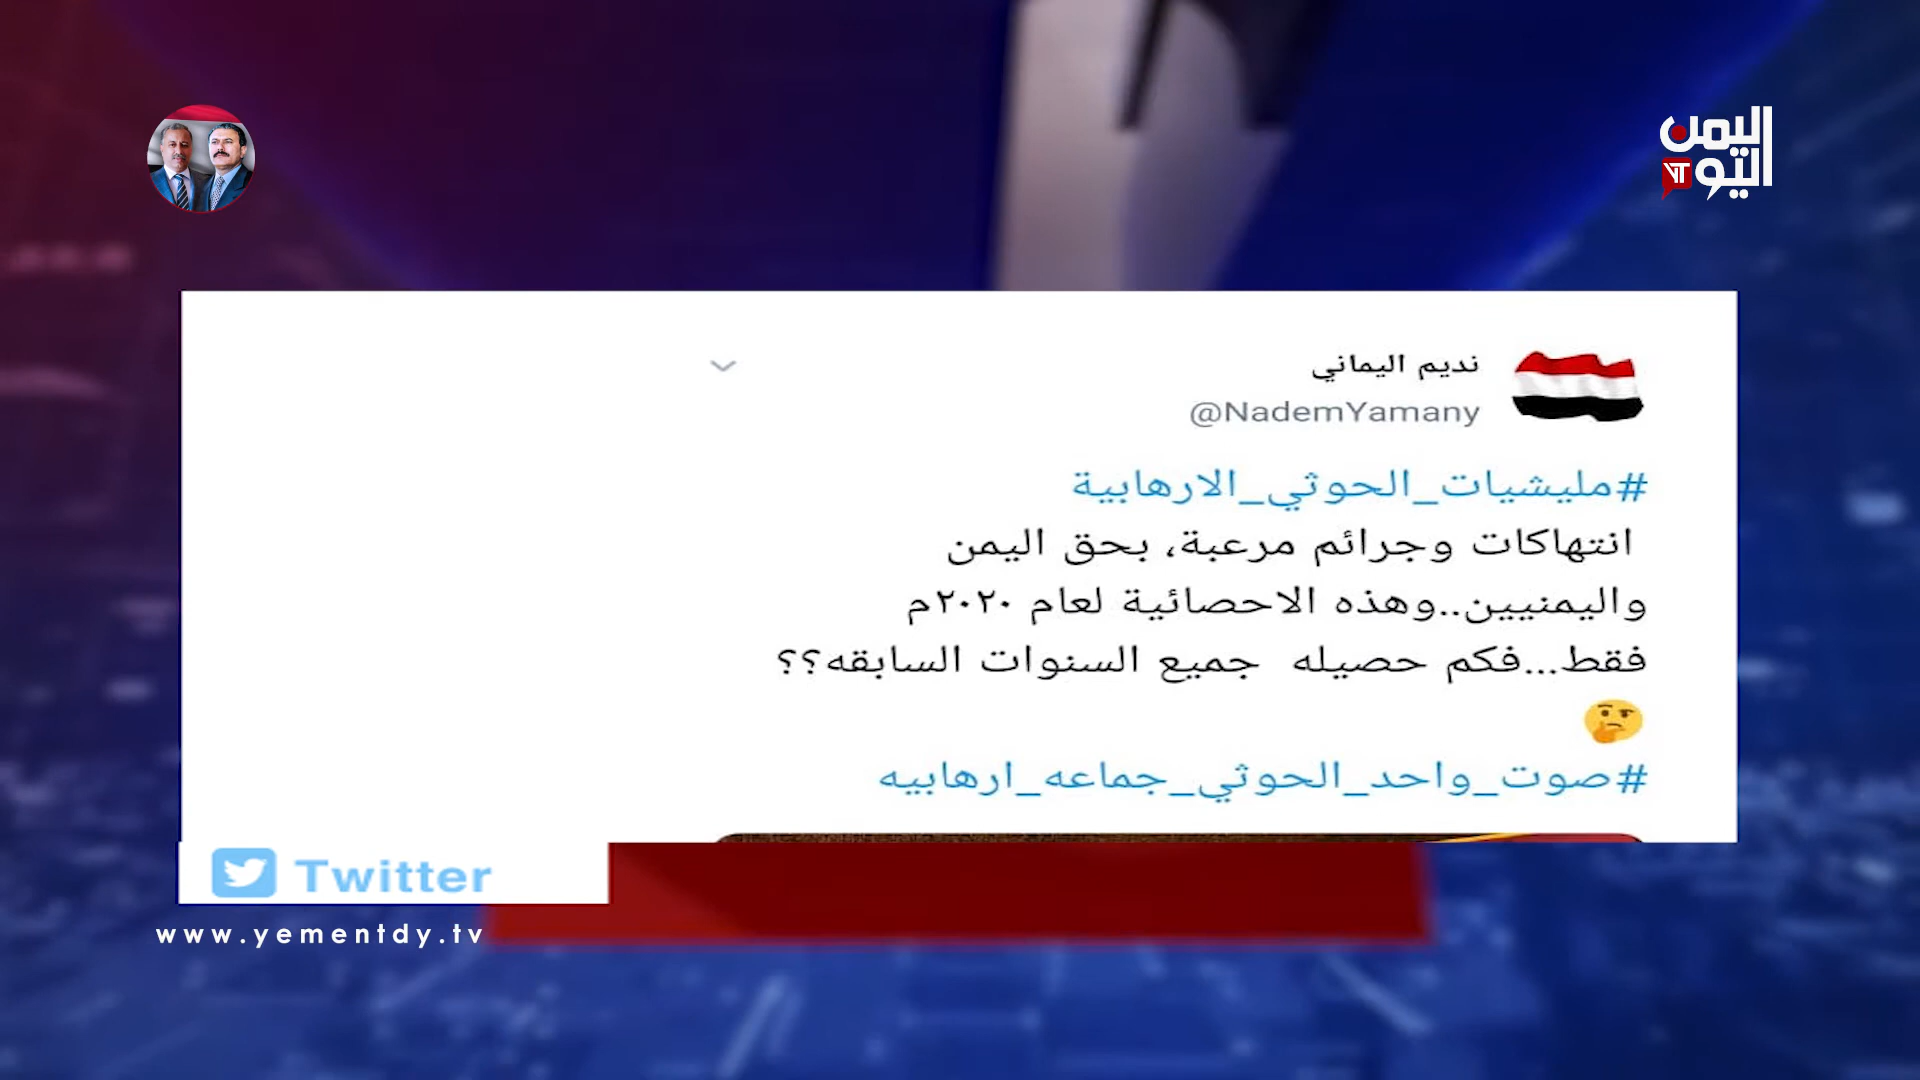 اليمن
اليوم
YT
نديم اليماني
@NademYamany
#مليشيات_الحوثي_الارهابية
انتهاكات وجرائم مرعبة، بحق اليمن
واليمنيين..وهذه الاحصائية لعام ٢٠٢٠م
فقط...فكم حصيله جميع السنوات السابقه؟؟
#صوت_واحد_الحوثي_جماعه_ارهابيه
Twitter
www.yementdy.tv